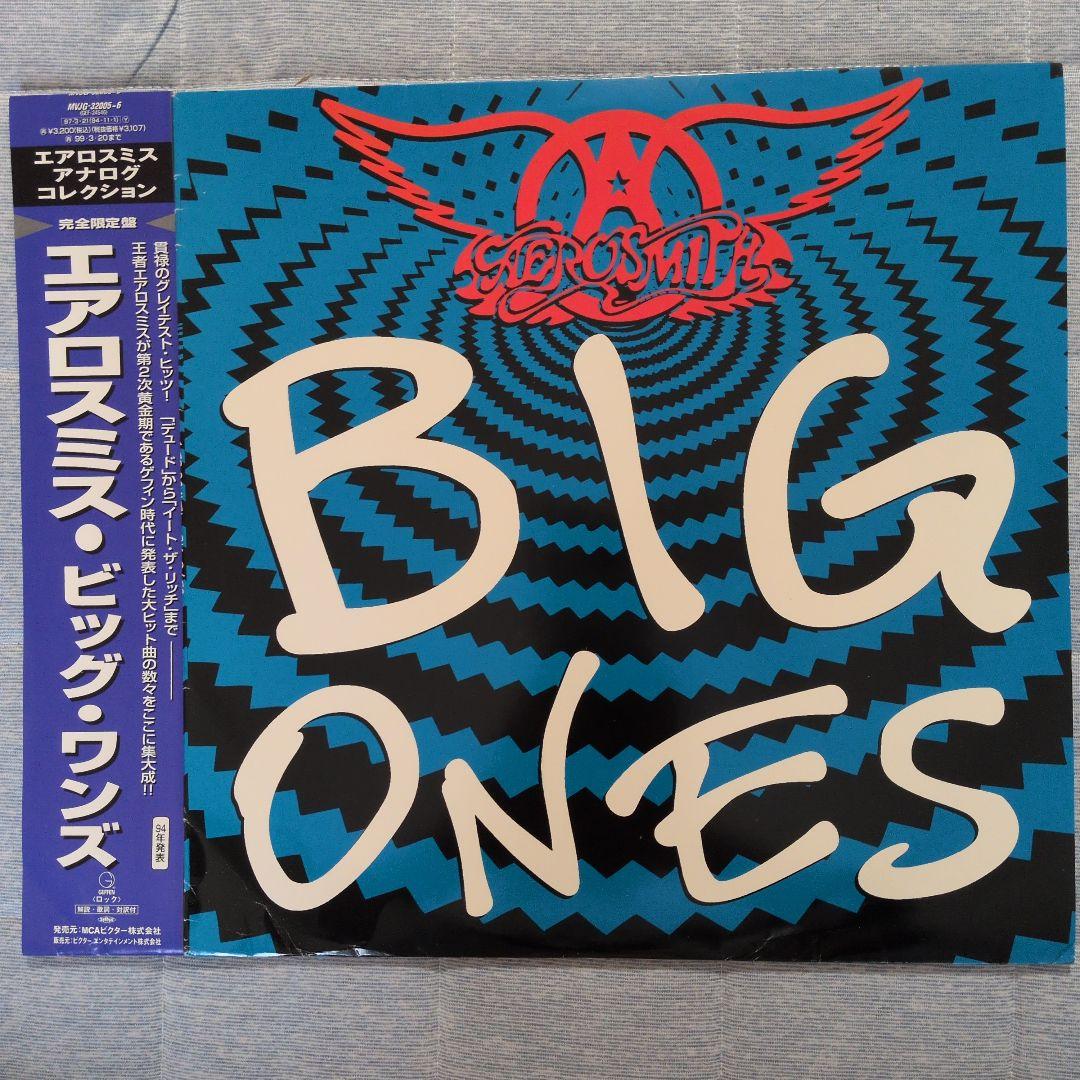 MVJG-32005~6
(GEF-24546)
97・3・21(94・11・1) Y
¥3,200(税込)(税抜価格¥3,107)
99・3・20まで
エアロスミス
アナログ
コレクション
完全限定盤
貫禄のグレイテスト・ヒッツ! 「デュード」から「イート・ザ・リッチ」まで――
王者エアロスミスが第2次黄金期であるゲフィン時代に発表した大ヒット曲の数々をここに集大成!!
エアロスミス・ビッグ・ワンズ
94年発表
GEFFEN
〈ロック〉
解説・歌詞・対訳付
発売元:MCAビクター株式会社
販売元:ビクターエンタテインメント株式会社
A
AEROSMITH
BIG
ONES